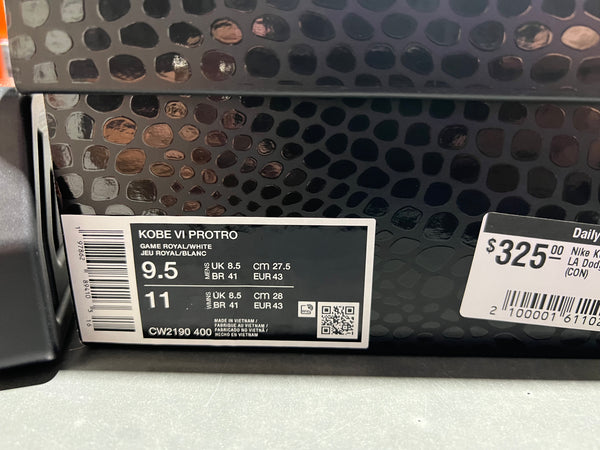 KOBE VI PROTRO
GAME ROYAL/WHITE
JEU ROYAL/BLANC
9.5 MENS UK 8.5 CM 27.5
BR 41 EUR 43
11 WMNS UK 8.5 CM 28
BR 41 EUR 43
CW2190 400
MADE IN VIETNAM /
FABRIQUÉ AU VIETNAM /
FABRICADO NO VIETNÃ /
HECHO EN VIETNAM
Daily
$325.00
Nike K
LA Dod
(CON)
2 100001 61102